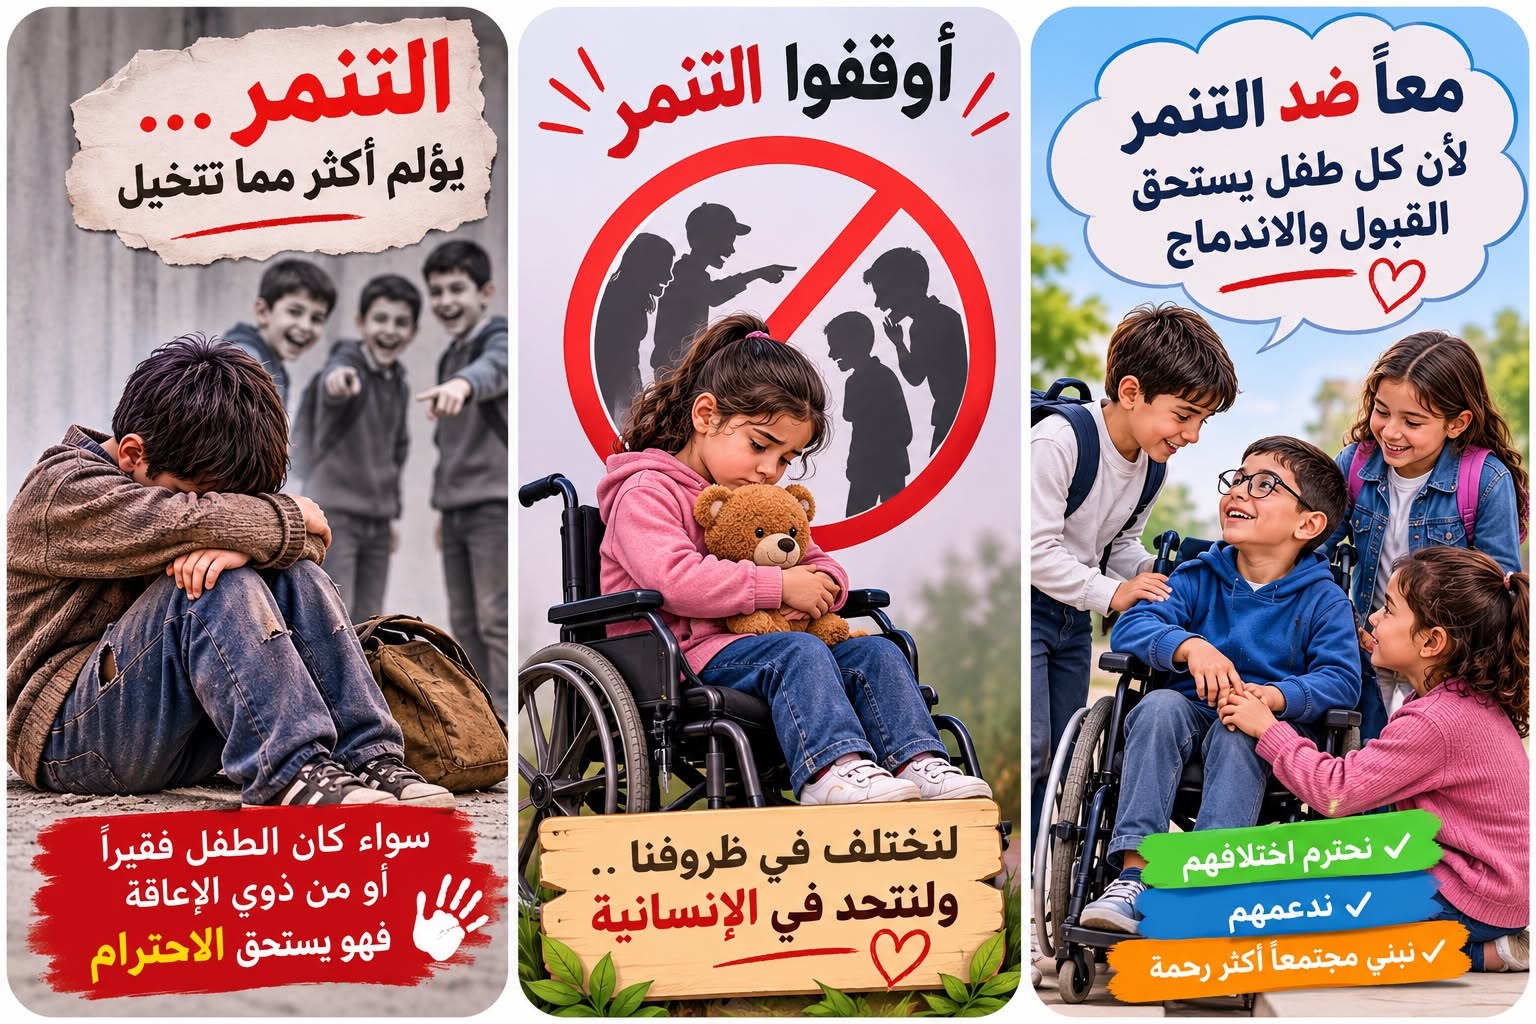 التنمر ...
يؤلم أكثر مما تتخيل
سواء كان الطفل فقيراً
أو من ذوي الإعاقة
فهو يستحق الاحترام
أوقفوا التنمر
لنختلف في ظروفنا ..
ولنتحد في الإنسانية
معاً ضد التنمر
لأن كل طفل يستحق
القبول والاندماج
نحترم اختلافهم
ندعمهم
نبني مجتمعاً أكثر رحمة